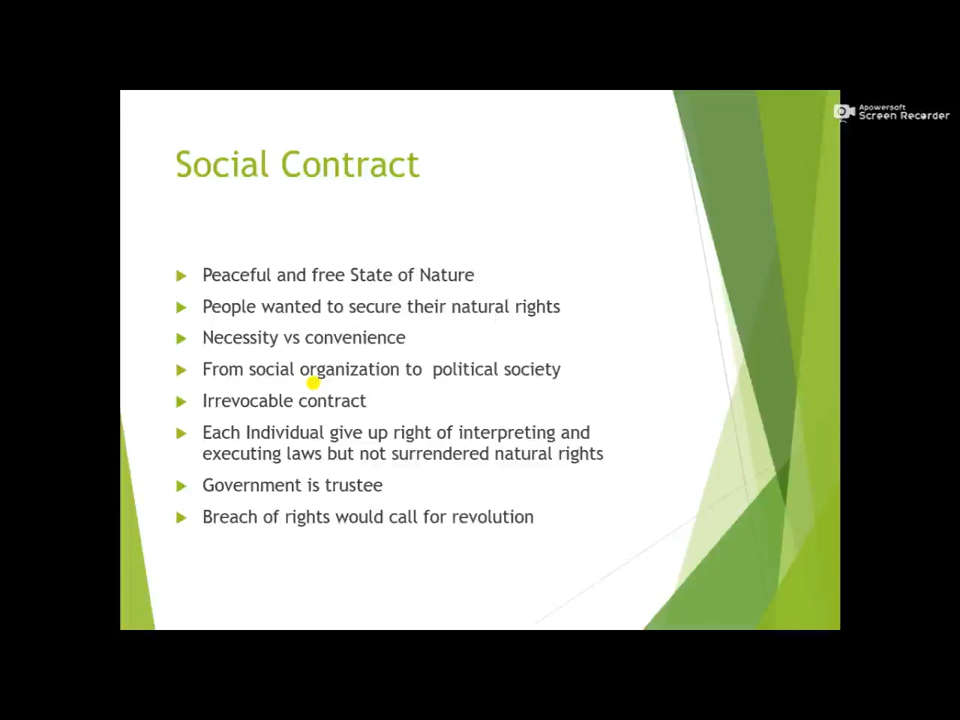 Apowersoft
Screen Recorder
Social Contract
Peaceful and free State of Nature
People wanted to secure their natural rights
Necessity vs convenience
From social organization to political society
Irrevocable contract
Each Individual give up right of interpreting and
executing laws but not surrendered natural rights
Government is trustee
Breach of rights would call for revolution